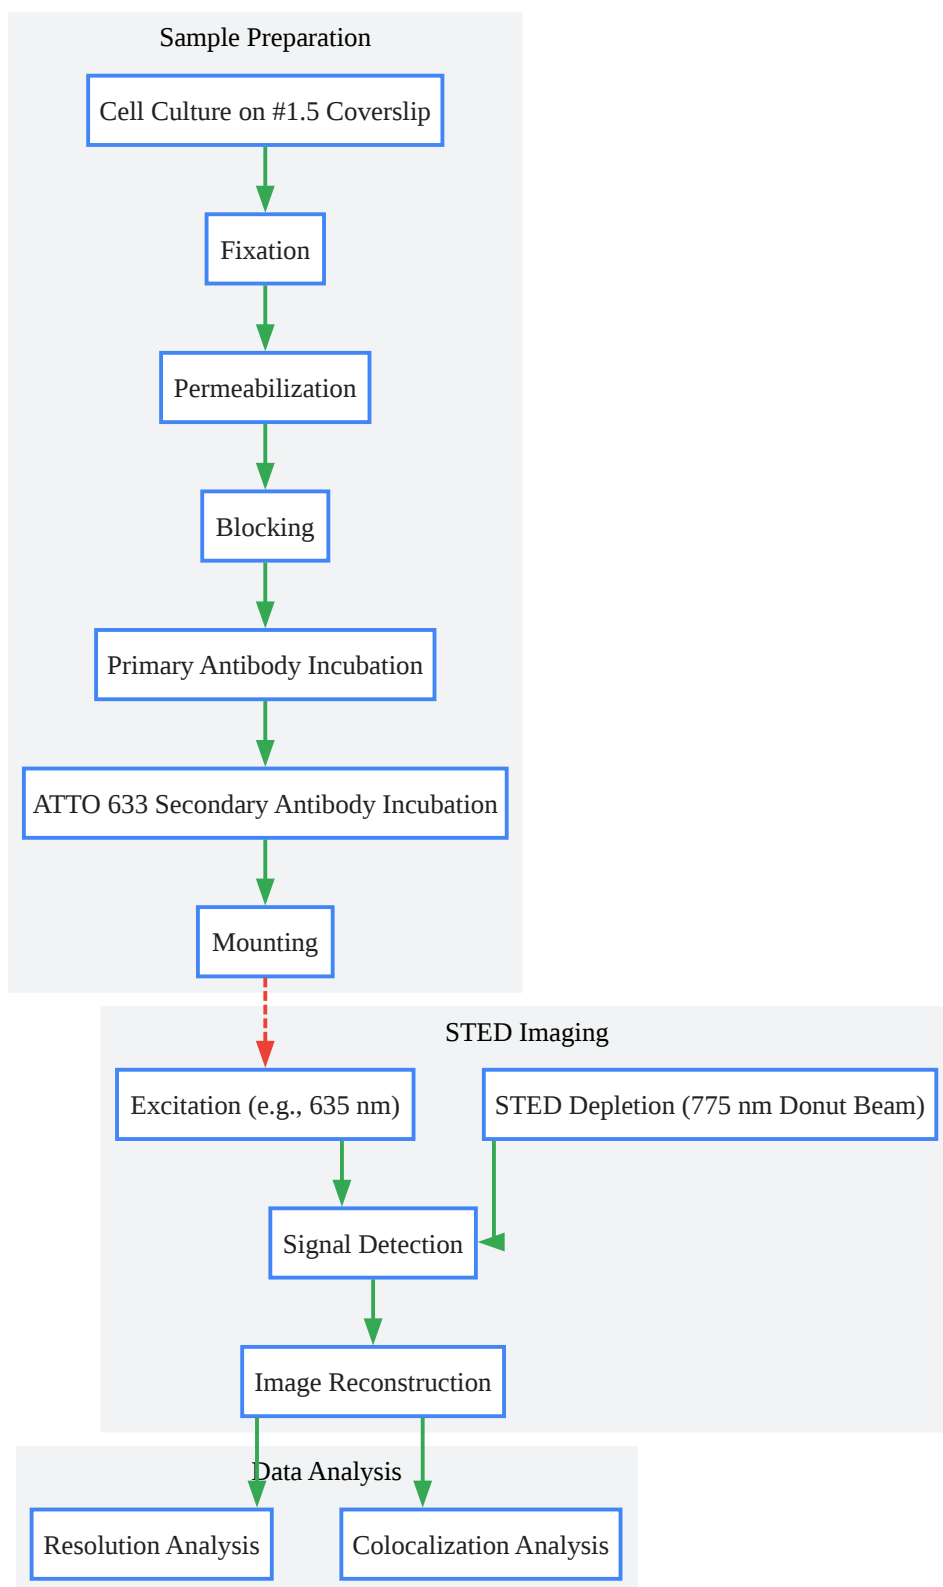 Sample Preparation
Cell Culture on #1.5 Coverslip
Fixation
Permeabilization
Blocking
Primary Antibody Incubation
ATTO 633 Secondary Antibody Incubation
Mounting
STED Imaging
Excitation (e.g., 635 nm)
STED Depletion (775 nm Donut Beam)
Signal Detection
Image Reconstruction
Data Analysis
Resolution Analysis
Colocalization Analysis